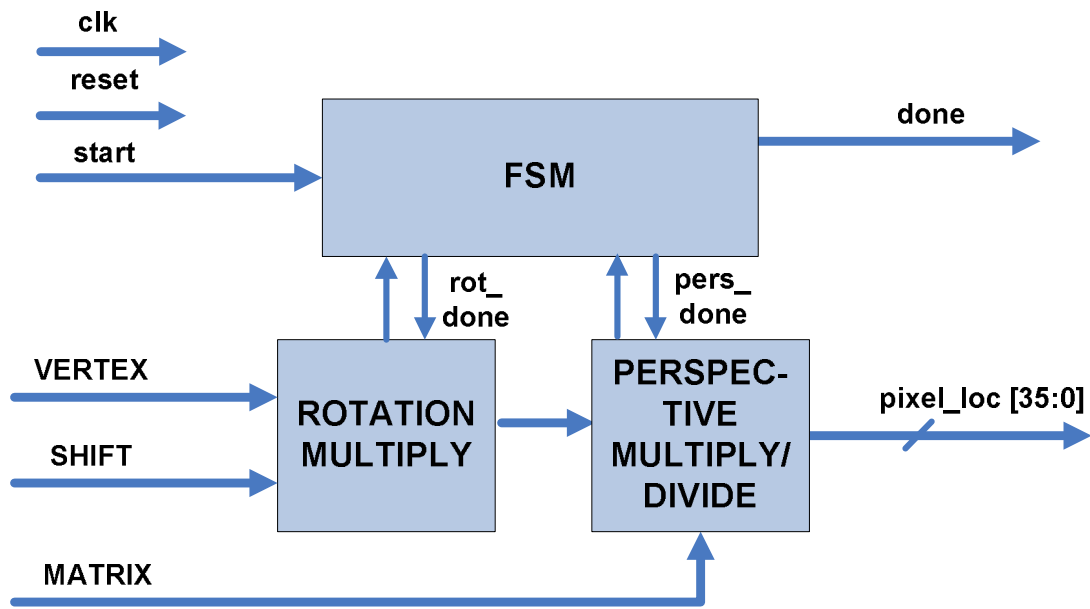 clk
reset
start
done
FSM
rot_
done
pers_
done
VERTEX
SHIFT
MATRIX
ROTATION
MULTIPLY
PERSPEC-
TIVE
MULTIPLY/
DIVIDE
pixel_loc [35:0]